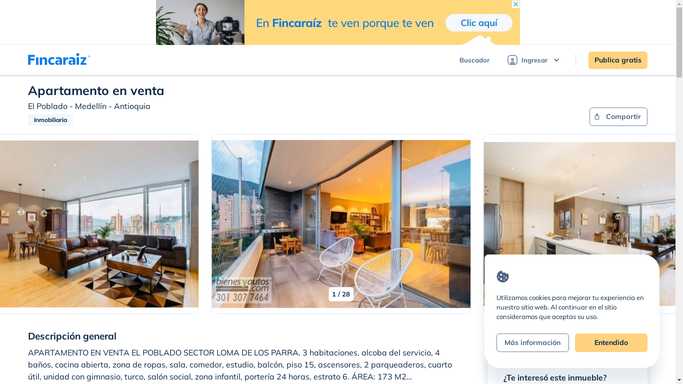 En Fincaraíz te ven porque te ven
Clic aquí
Fincaraiz
Buscador
Ingresar
Publica gratis
Apartamento en venta
El Poblado - Medellín - Antioquia
Inmobiliaria
Compartir
bienesyautos
.com
301 307 7464
1 / 28
Utilizamos cookies para mejorar tu experiencia en
nuestro sitio web. Al continuar en el sitio
consideramos que aceptas su uso.
Más información
Entendido
Descripción general
APARTAMENTO EN VENTA EL POBLADO SECTOR LOMA DE LOS PARRA, 3 habitaciones, alcoba del servicio, 4
baños, cocina abierta, zona de ropas, sala, comedor, estudio, balcón, piso 15, ascensores, 2 parqueaderos, cuarto
útil, unidad con gimnasio, turco, salón social, zona infantil, portería 24 horas, estrato 6. ÁREA: 173 M2...
¿Te interesó este inmueble?